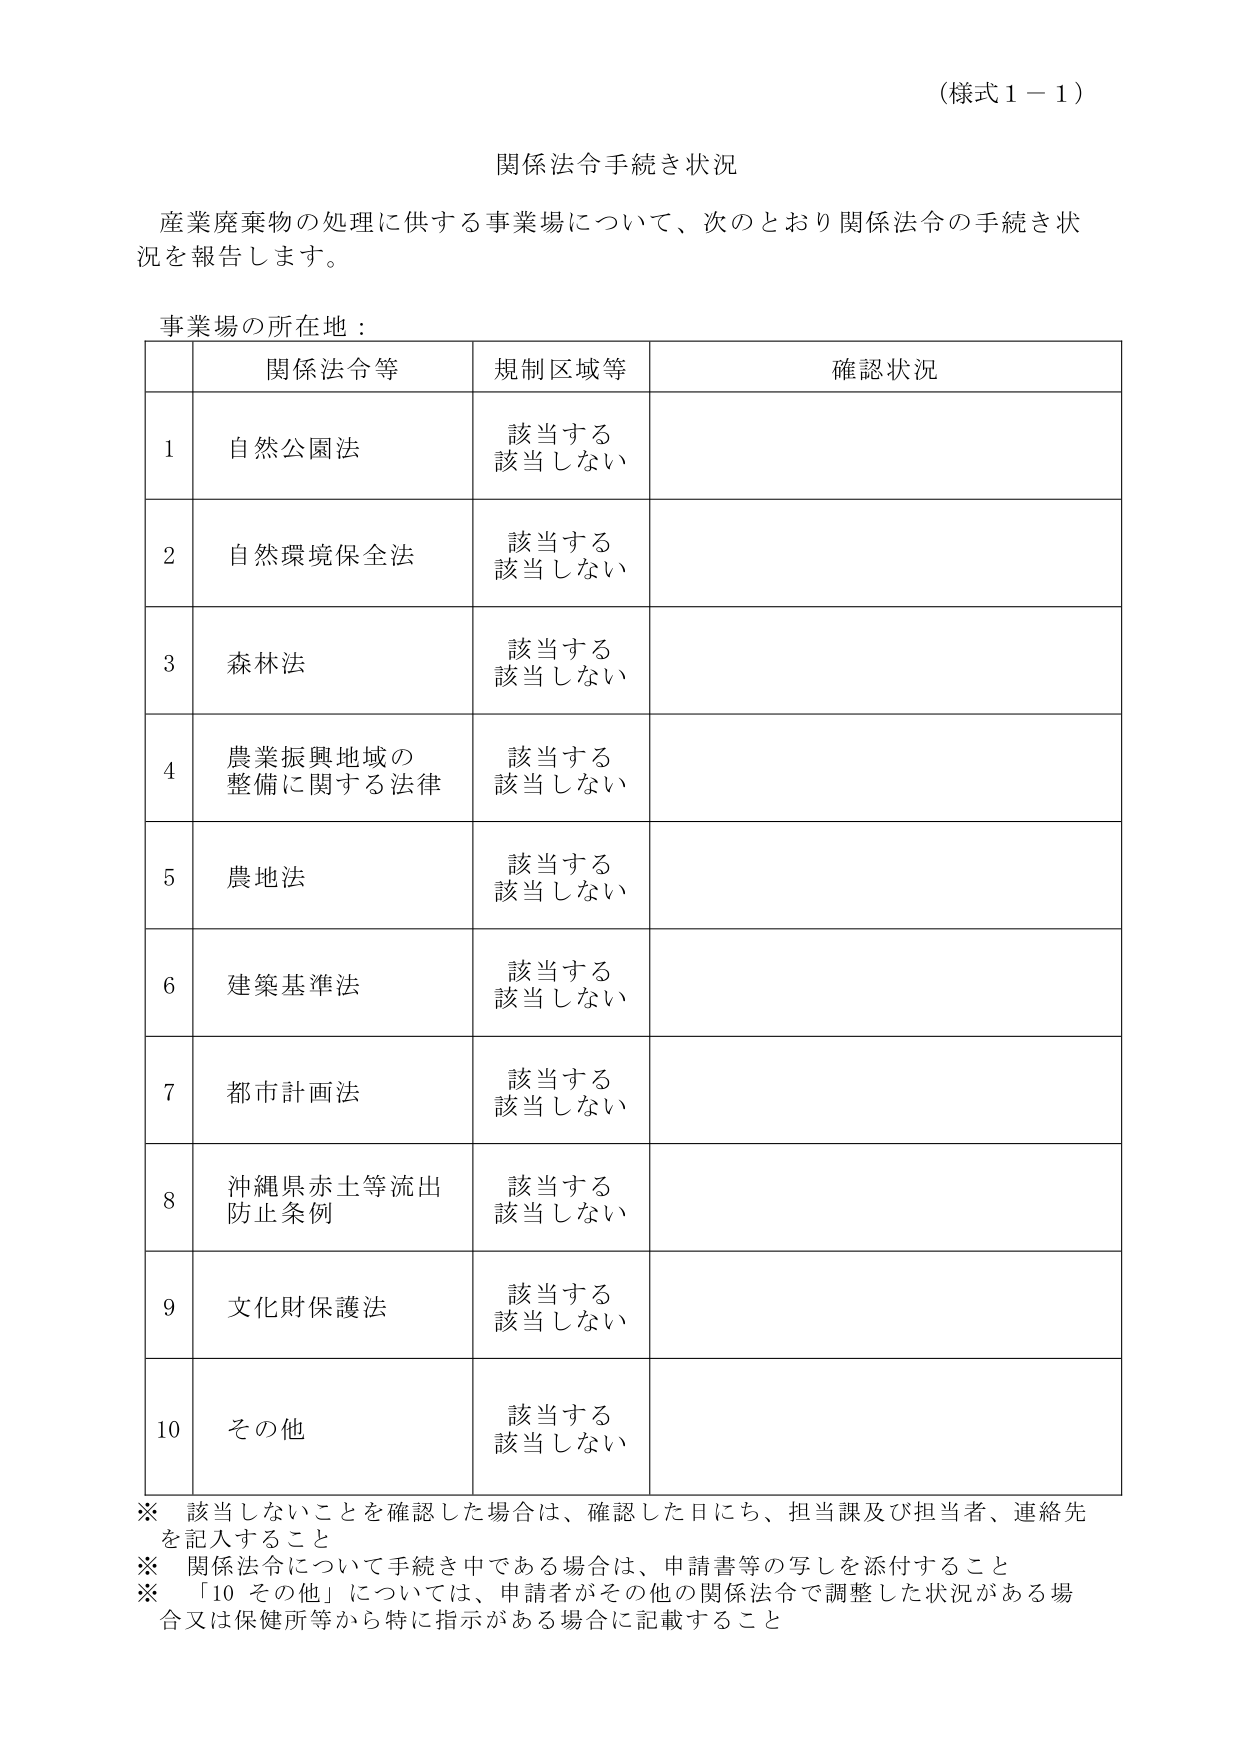 （様式１－１）
関係法令手続き状況
産業廃棄物の処理に供する事業場について、次のとおり関係法令の手続き状
況を報告します。
事業場の所在地：
関係法令等 規制区域等 確認状況
1 自然公園法 該当する
該当しない
2 自然環境保全法 該当する
該当しない
3 森林法 該当する
該当しない
4 農業振興地域の
整備に関する法律 該当する
該当しない
5 農地法 該当する
該当しない
6 建築基準法 該当する
該当しない
7 都市計画法 該当する
該当しない
8 沖縄県赤土等流出
防止条例 該当する
該当しない
9 文化財保護法 該当する
該当しない
10 その他 該当する
該当しない
※　該当しないことを確認した場合は、確認した日にち、担当課及び担当者、連絡先
を記入すること
※　関係法令について手続き中である場合は、申請書等の写しを添付すること
※　「10 その他」については、申請者がその他の関係法令で調整した状況がある場
合又は保健所等から特に指示がある場合に記載すること